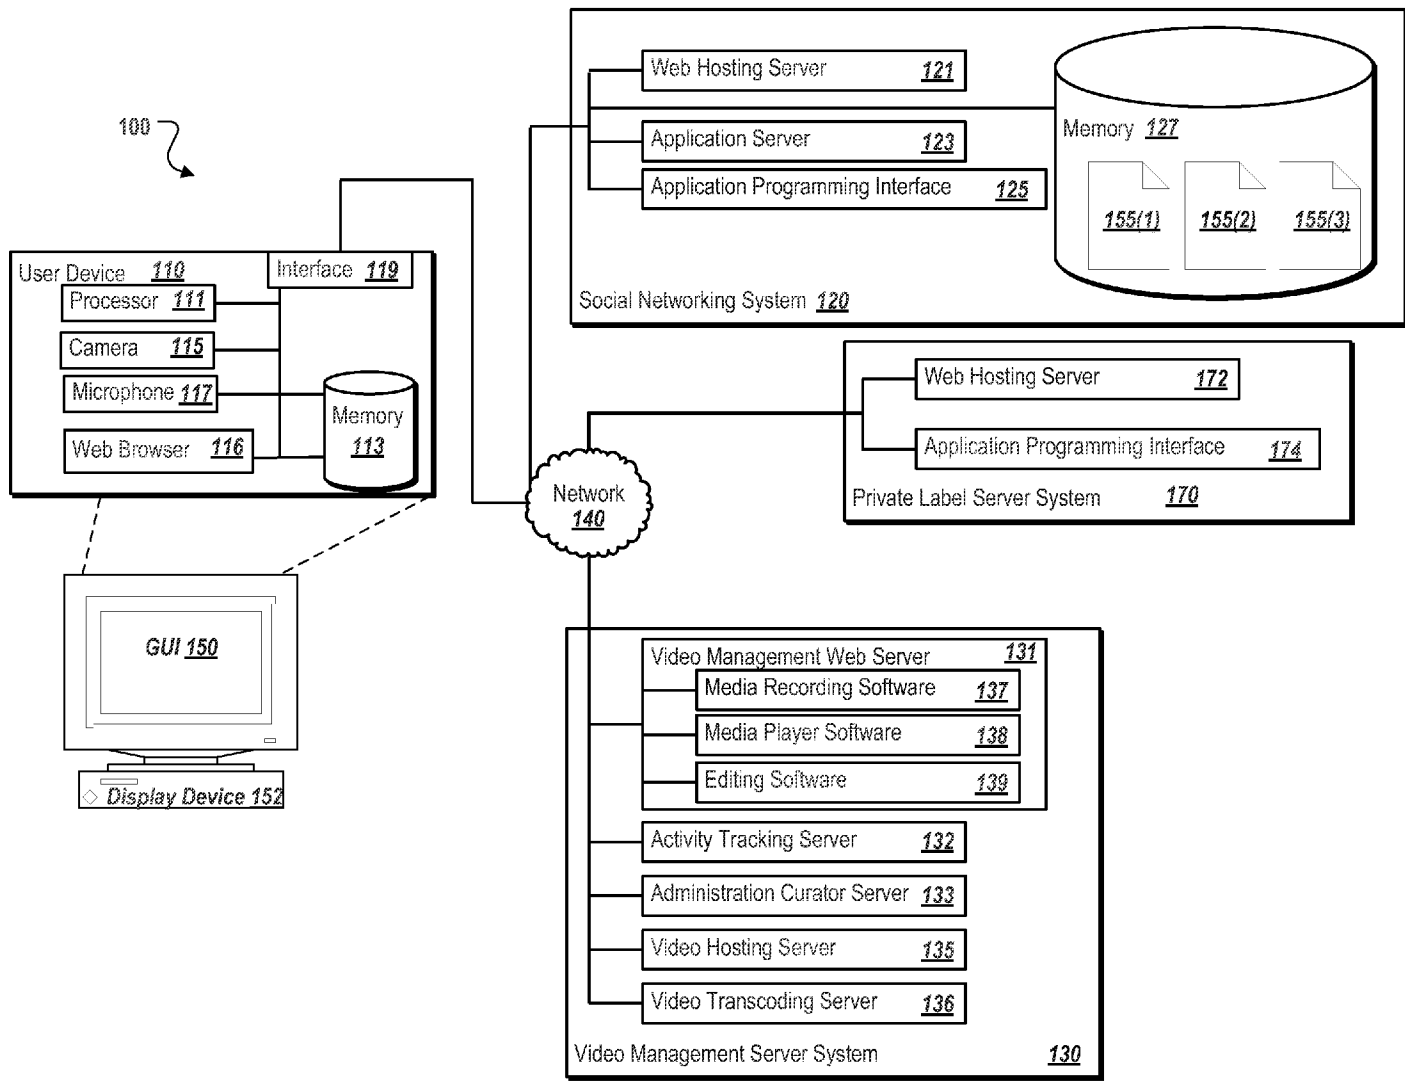 100
Web Hosting Server 121
Application Server 123
Application Programming Interface 125
Memory 127
155(1) 155(2) 155(3)
Social Networking System 120
User Device 110
Interface 119
Processor 111
Camera 115
Microphone 117
Web Browser 116
Memory
113
Web Hosting Server 172
Application Programming Interface 174
Private Label Server System 170
Network
140
GUI 150
Display Device 152
Video Management Web Server 131
Media Recording Software 137
Media Player Software 138
Editing Software 139
Activity Tracking Server 132
Administration Curator Server 133
Video Hosting Server 135
Video Transcoding Server 136
Video Management Server System 130